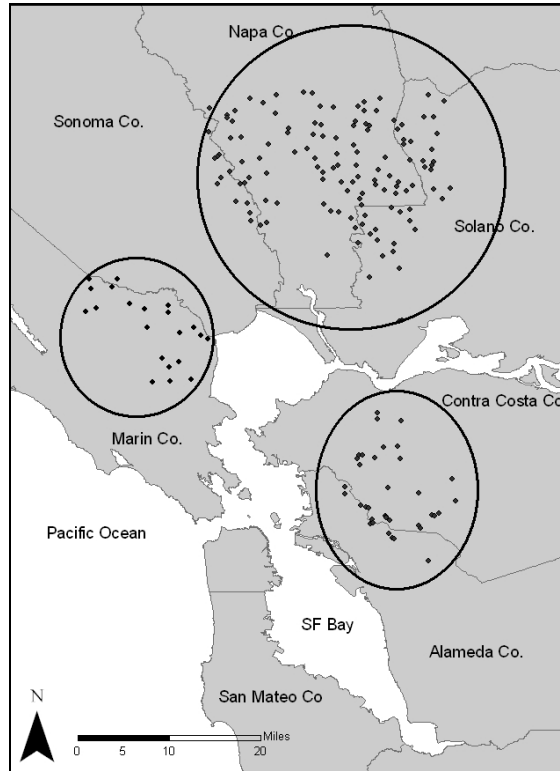 Napa Co.
Sonoma Co.
Solano Co.
Contra Costa Co
Marin Co.
Pacific Ocean
SF Bay
Alameda Co.
San Mateo Co
N
Miles
0 5 10 20